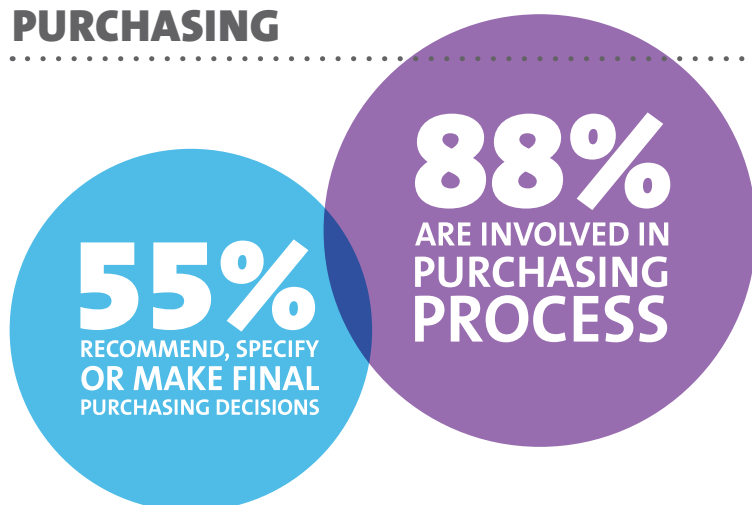 PURCHASING
88%
ARE INVOLVED IN
PURCHASING
PROCESS
55%
RECOMMEND, SPECIFY
OR MAKE FINAL
PURCHASING DECISIONS